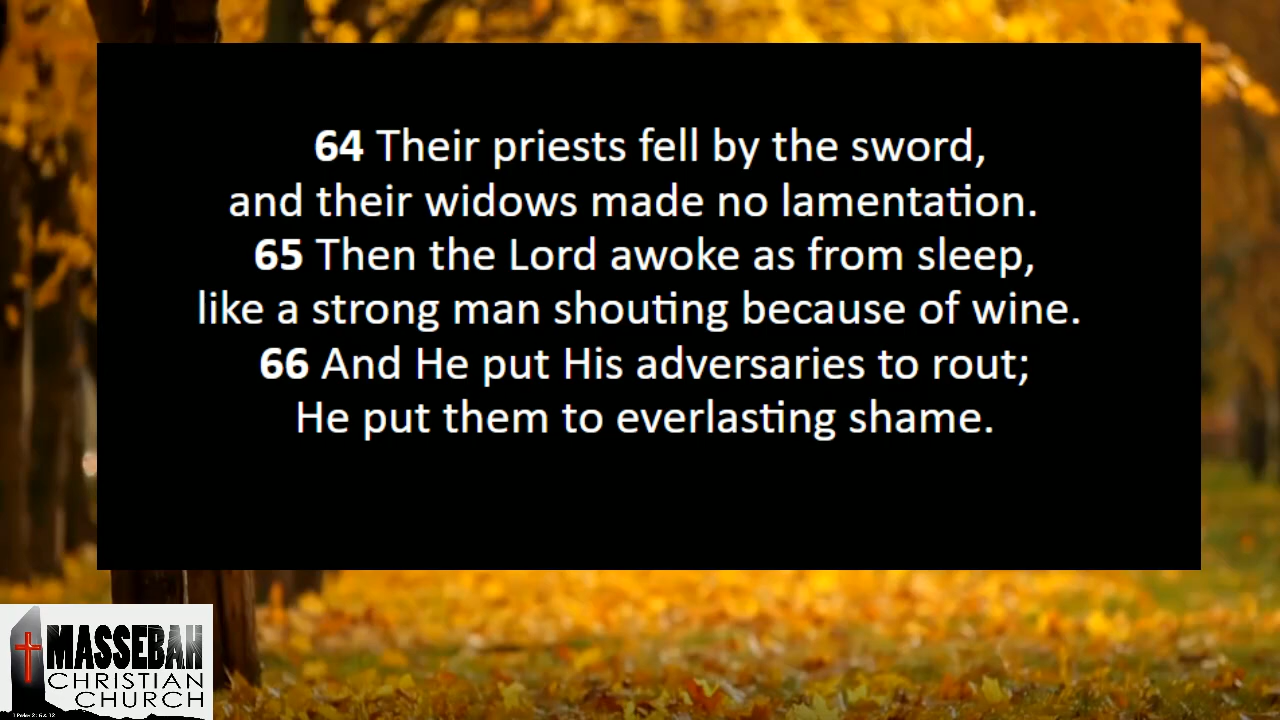 64 Their priests fell by the sword,
and their widows made no lamentation.
65 Then the Lord awoke as from sleep,
like a strong man shouting because of wine.
66 And He put His adversaries to rout;
He put them to everlasting shame.
MASSEBAH
CHRISTIAN
CHURCH